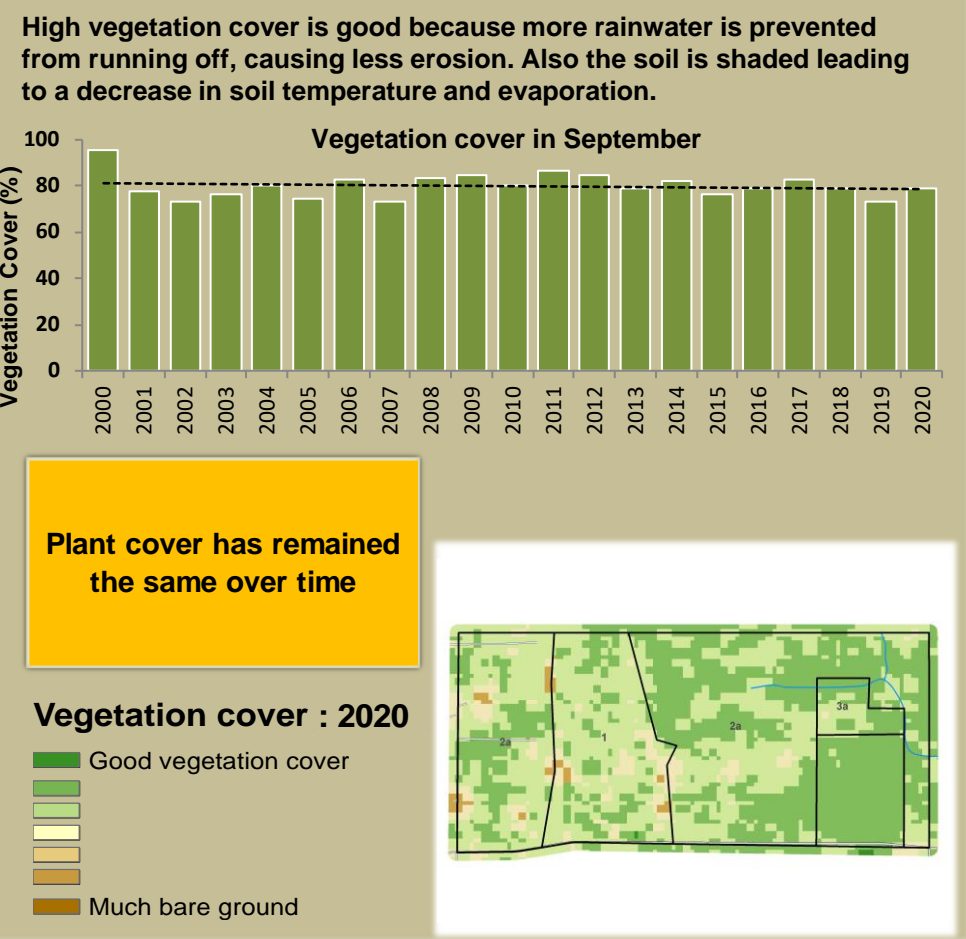 High vegetation cover is good because more rainwater is prevented
from running off, causing less erosion. Also the soil is shaded leading
to a decrease in soil temperature and evaporation.
Vegetation cover in September
Vegetation Cover (%)
100
80
60
40
20
0
2000 2001 2002 2003 2004 2005 2006 2007 2008 2009 2010 2011 2012 2013 2014 2015 2016 2017 2018 2019 2020
Plant cover has remained
the same over time
Vegetation cover : 2020
Good vegetation cover
Much bare ground
2a
1
2a
3a